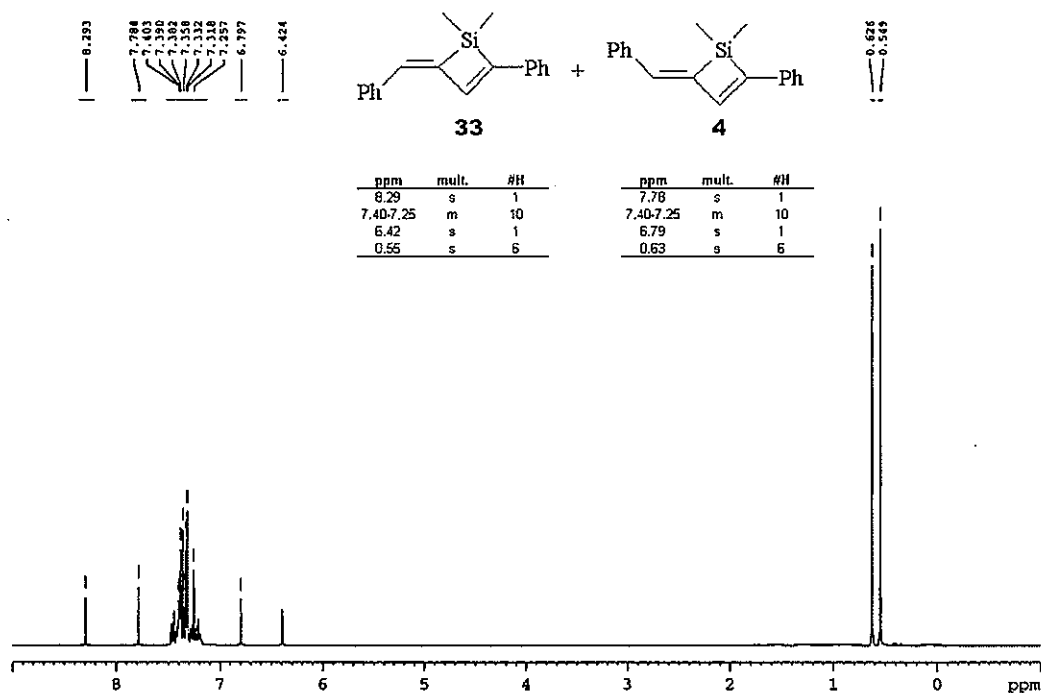 8.293
7.784
7.403
7.390
7.382
7.358
7.332
7.318
7.257
6.797
6.424
0.626
0.549
Si
Ph
Ph
+
Ph
Si
Ph
33
4
ppm mult. #H
8.29 s 1
7.40-7.25 m 10
6.42 s 1
0.55 s 6
ppm mult. #H
7.78 s 1
7.40-7.25 m 10
6.79 s 1
0.63 s 6
8 7 6 5 4 3 2 1 0 ppm